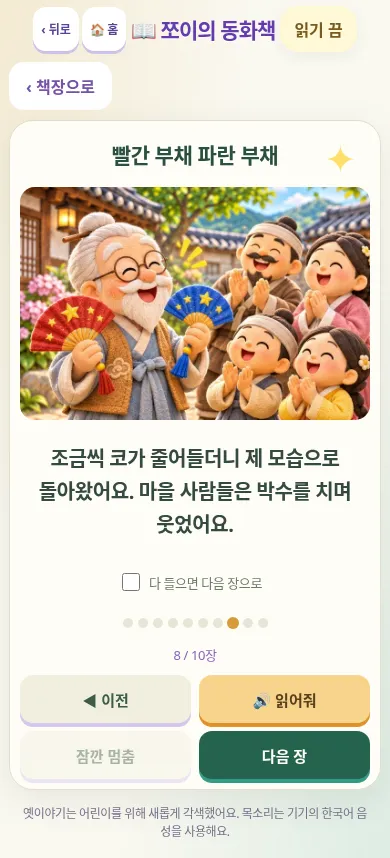 ‹ 뒤로
🏠 홈
📖 쪼이의 동화책
읽기 끔
‹ 책장으로
빨간 부채 파란 부채
조금씩 코가 줄어들더니 제 모습으로
돌아왔어요. 마을 사람들은 박수를 치며
웃었어요.
다 들으면 다음 장으로
8 / 10장
◀ 이전
🔊 읽어줘
잠깐 멈춤
다음 장
옛이야기는 어린이를 위해 새롭게 각색했어요. 목소리는 기기의 한국어 음
성을 사용해요.